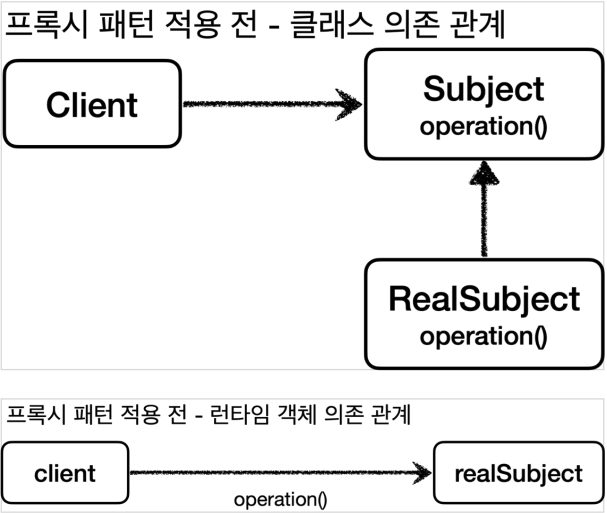 프록시 패턴 적용 전 - 클래스 의존 관계
Client
Subject
operation()
RealSubject
operation()
프록시 패턴 적용 전 - 런타임 객체 의존 관계
client
realSubject
operation()